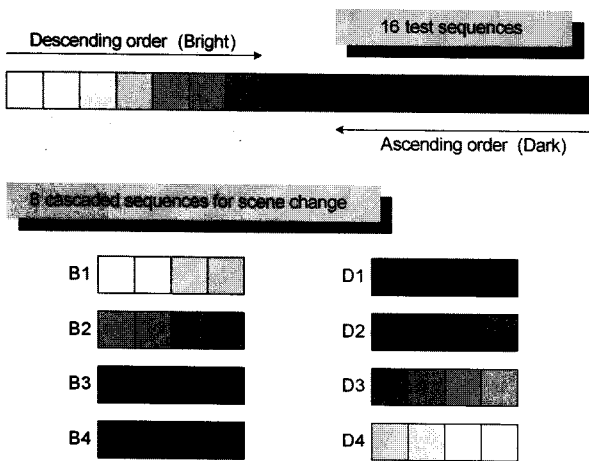 Descending order (Bright)
16 test sequences
Ascending order (Dark)
8 cascaded sequences for scene change
B1
D1
B2
D2
B3
D3
B4
D4